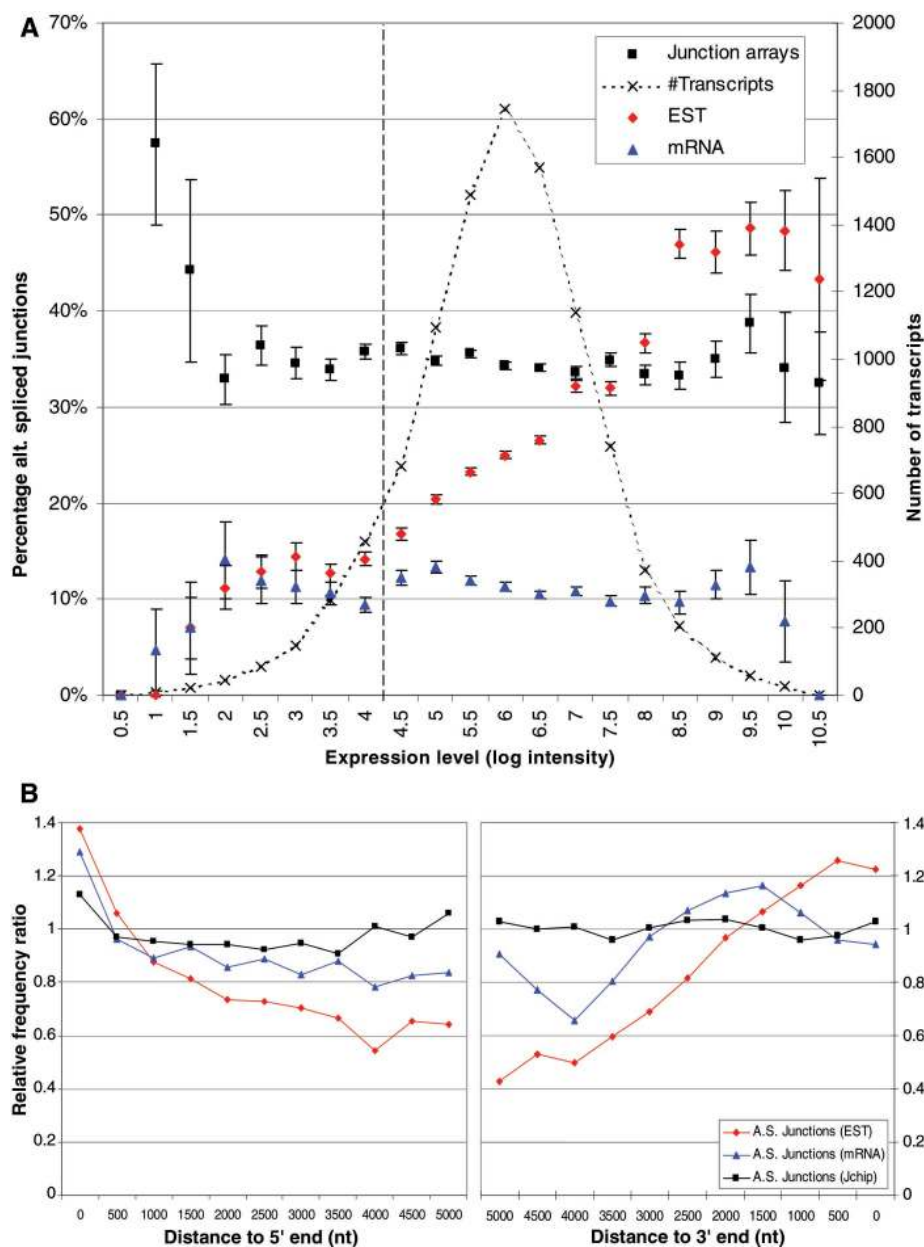 A
70%
60%
50%
40%
30%
20%
10%
0%
Percentage alt. spliced junctions
Junction arrays
#Transcripts
EST
mRNA
2000
1800
1600
1400
1200
1000
800
600
400
200
0
Number of transcripts
0.5 1 1.5 2 2.5 3 3.5 4 4.5 5 5.5 6 6.5 7 7.5 8 8.5 9 9.5 10 10.5
Expression level (log intensity)
B
1.4
1.2
1
0.8
0.6
0.4
0.2
0
Relative frequency ratio
0 500 1000 1500 2000 2500 3000 3500 4000 4500 5000
Distance to 5' end (nt)
1.4
1.2
1
0.8
0.6
0.4
0.2
0
A.S. Junctions (EST)
A.S. Junctions (mRNA)
A.S. Junctions (Jchip)
5000 4500 4000 3500 3000 2500 2000 1500 1000 500 0
Distance to 3' end (nt)